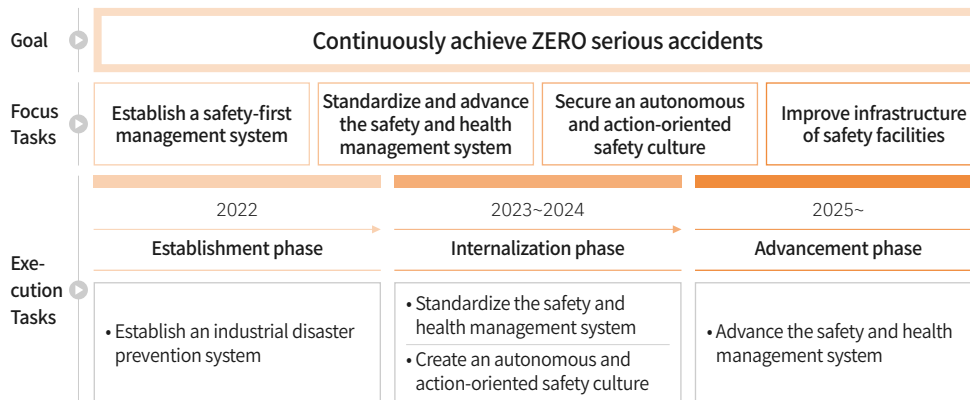 Goal
Continuously achieve ZERO serious accidents
Focus
Tasks
Establish a safety-first
management system
Standardize and advance
the safety and health
management system
Secure an autonomous
and action-oriented
safety culture
Improve infrastructure
of safety facilities
Exe-
cution
Tasks
2022
Establishment phase
2023~2024
Internalization phase
2025~
Advancement phase
• Establish an industrial disaster
prevention system
• Standardize the safety and
health management system
• Create an autonomous and
action-oriented safety culture
• Advance the safety and health
management system